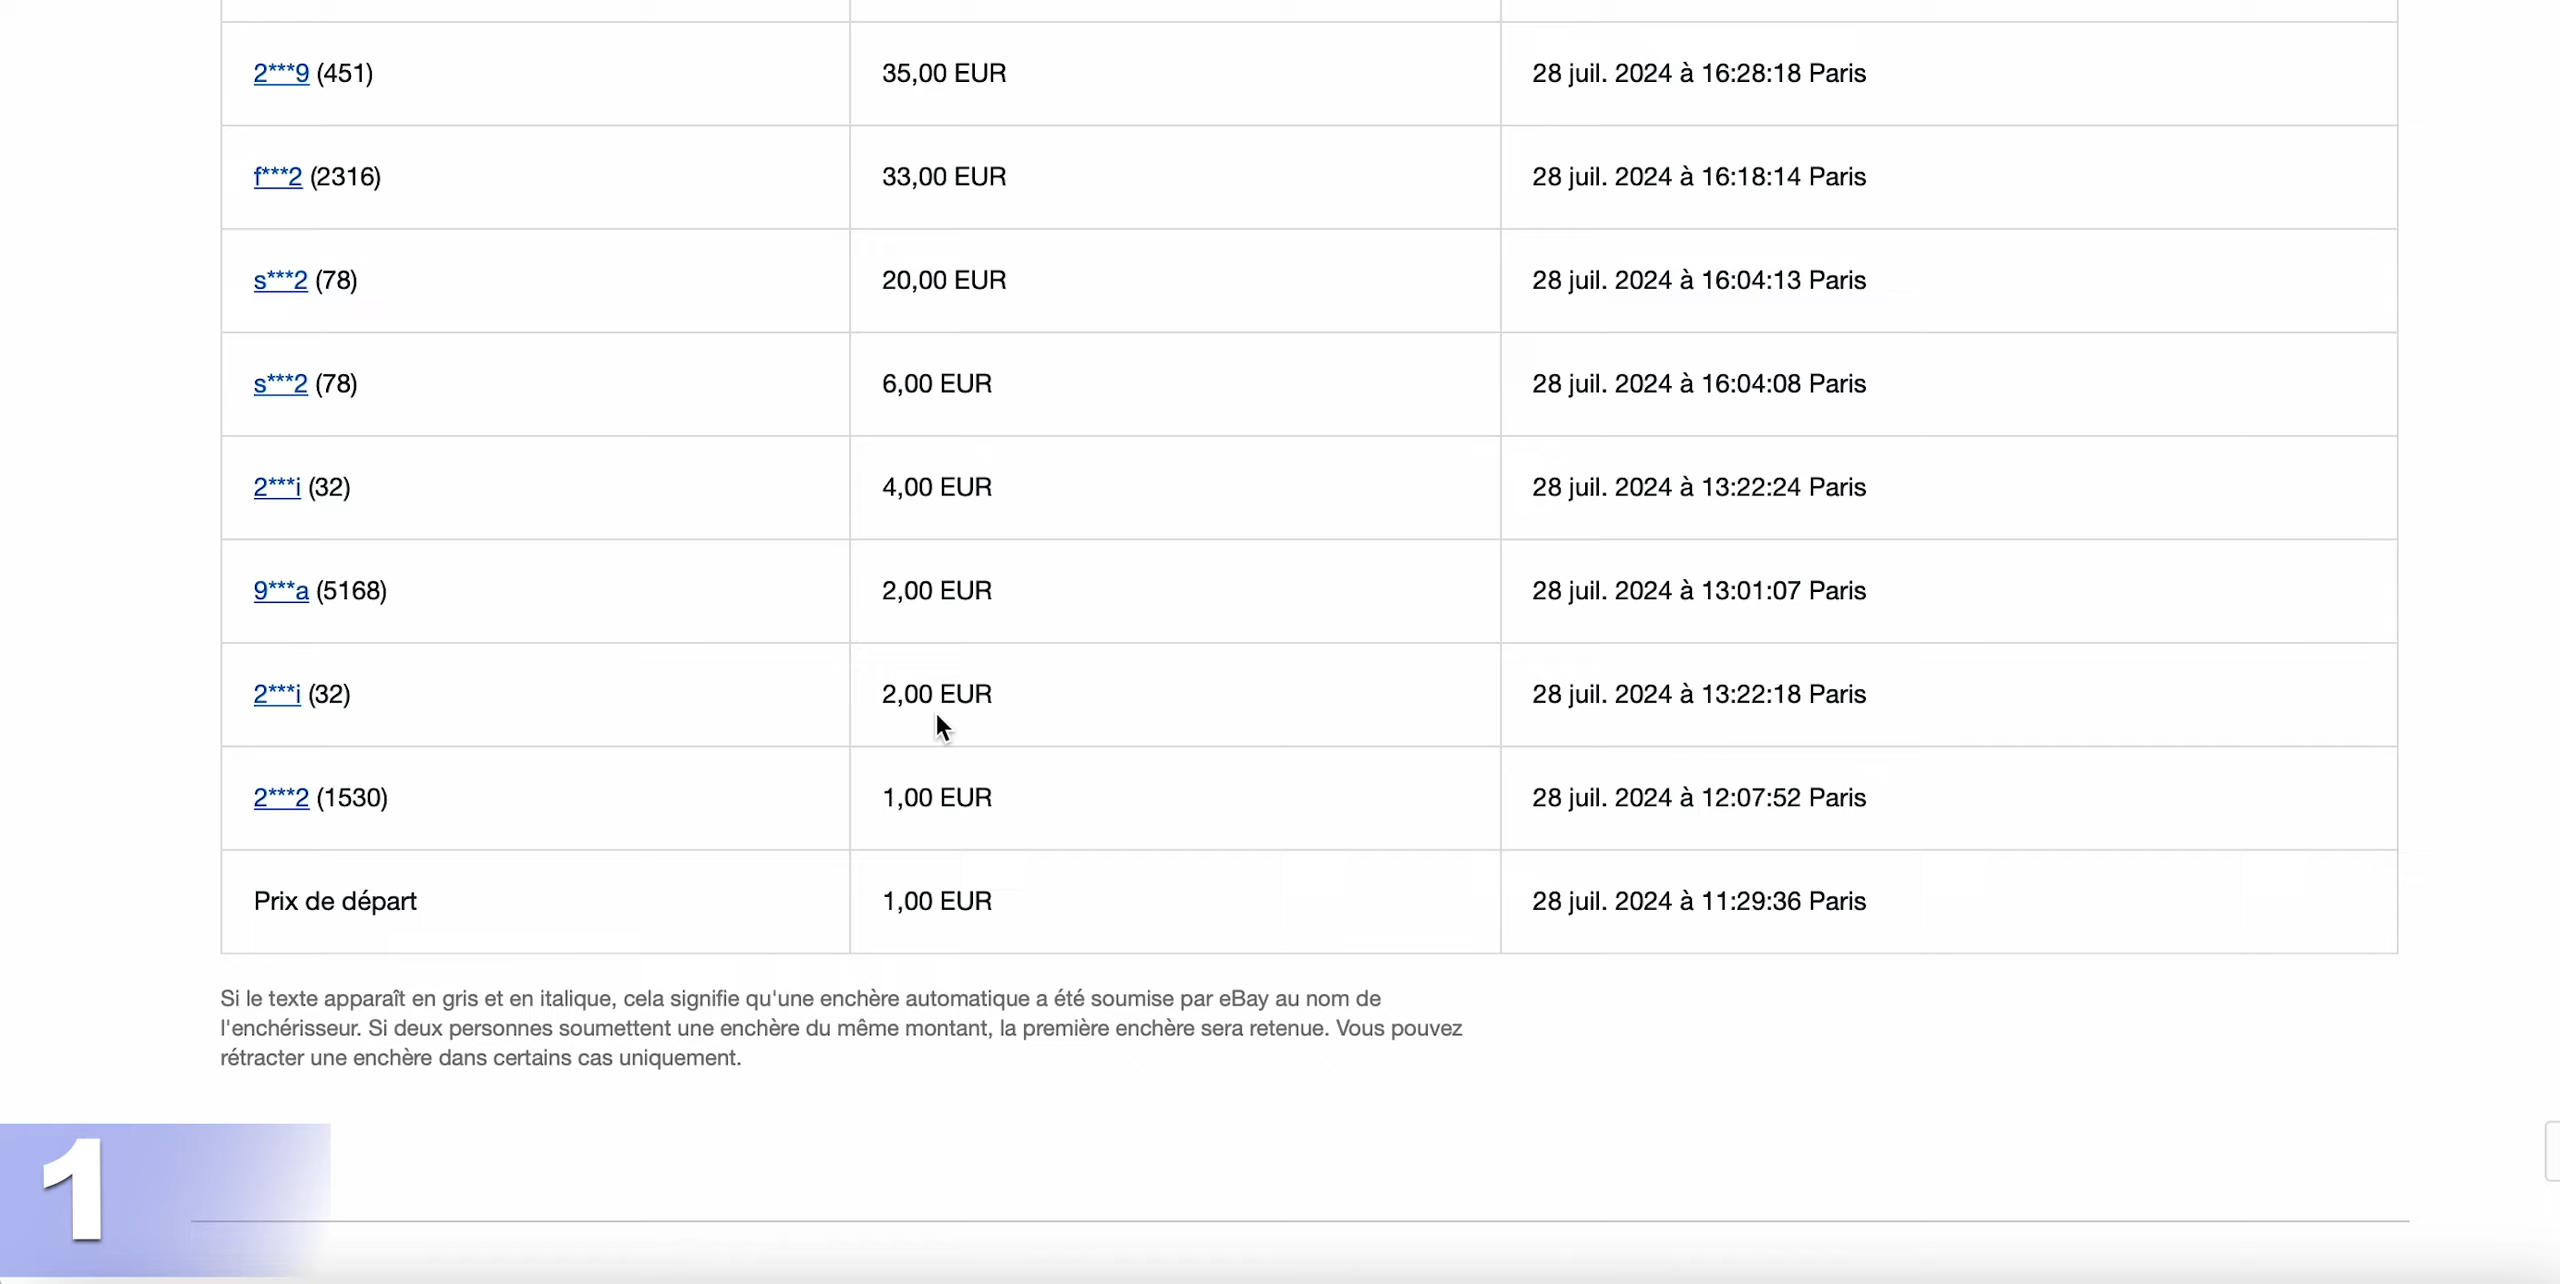 2***9 (451) 35,00 EUR 28 juil. 2024 à 16:28:18 Paris
f***2 (2316) 33,00 EUR 28 juil. 2024 à 16:18:14 Paris
s***2 (78) 20,00 EUR 28 juil. 2024 à 16:04:13 Paris
s***2 (78) 6,00 EUR 28 juil. 2024 à 16:04:08 Paris
2***i (32) 4,00 EUR 28 juil. 2024 à 13:22:24 Paris
9***a (5168) 2,00 EUR 28 juil. 2024 à 13:01:07 Paris
2***i (32) 2,00 EUR 28 juil. 2024 à 13:22:18 Paris
2***2 (1530) 1,00 EUR 28 juil. 2024 à 12:07:52 Paris
Prix de départ 1,00 EUR 28 juil. 2024 à 11:29:36 Paris
Si le texte apparaît en gris et en italique, cela signifie qu'une enchère automatique a été soumise par eBay au nom de
l'enchérisseur. Si deux personnes soumettent une enchère du même montant, la première enchère sera retenue. Vous pouvez
rétracter une enchère dans certains cas uniquement.
1